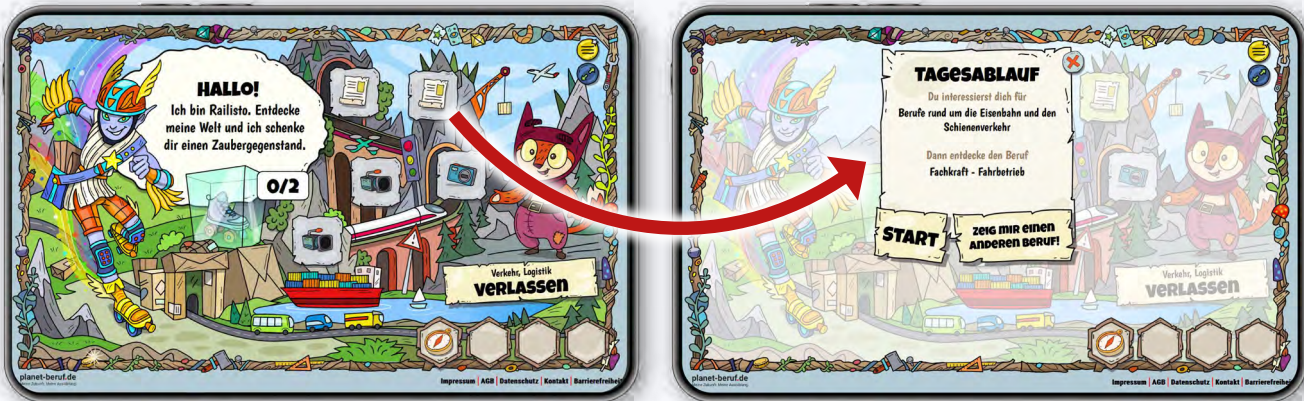 HALLO!
Ich bin Railisto. Entdecke
meine Welt und ich schenke
dir einen Zaubergegenstand.
0/2
Verkehr, Logistik
VERLASSEN
planet-beruf.de
Impressum | AGB | Datenschutz | Kontakt | Barrierefreihei
TAGESABLAUF
Du interessierst dich für
Berufe rund um die Eisenbahn und den
Schienenverkehr
Dann entdecke den Beruf
Fachkraft - Fahrbetrieb
START
ZEIG MIR EINEN
ANDEREN BERUF!
Verkehr, Logistik
VERLASSEN
planet-beruf.de
Impressum | AGB | Datenschutz | Kontakt | Barrierefreihe